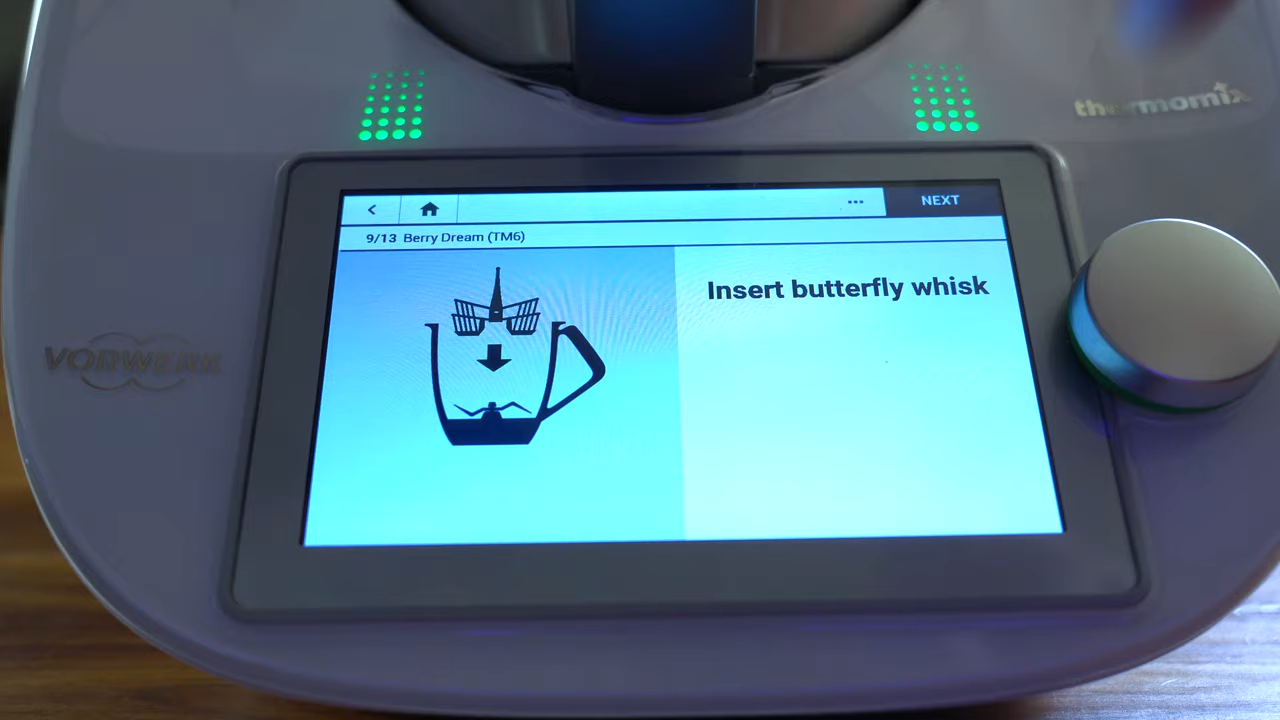 thermomix
NEXT
9/13 Berry Dream (TM6)
Insert butterfly whisk
VORWERK